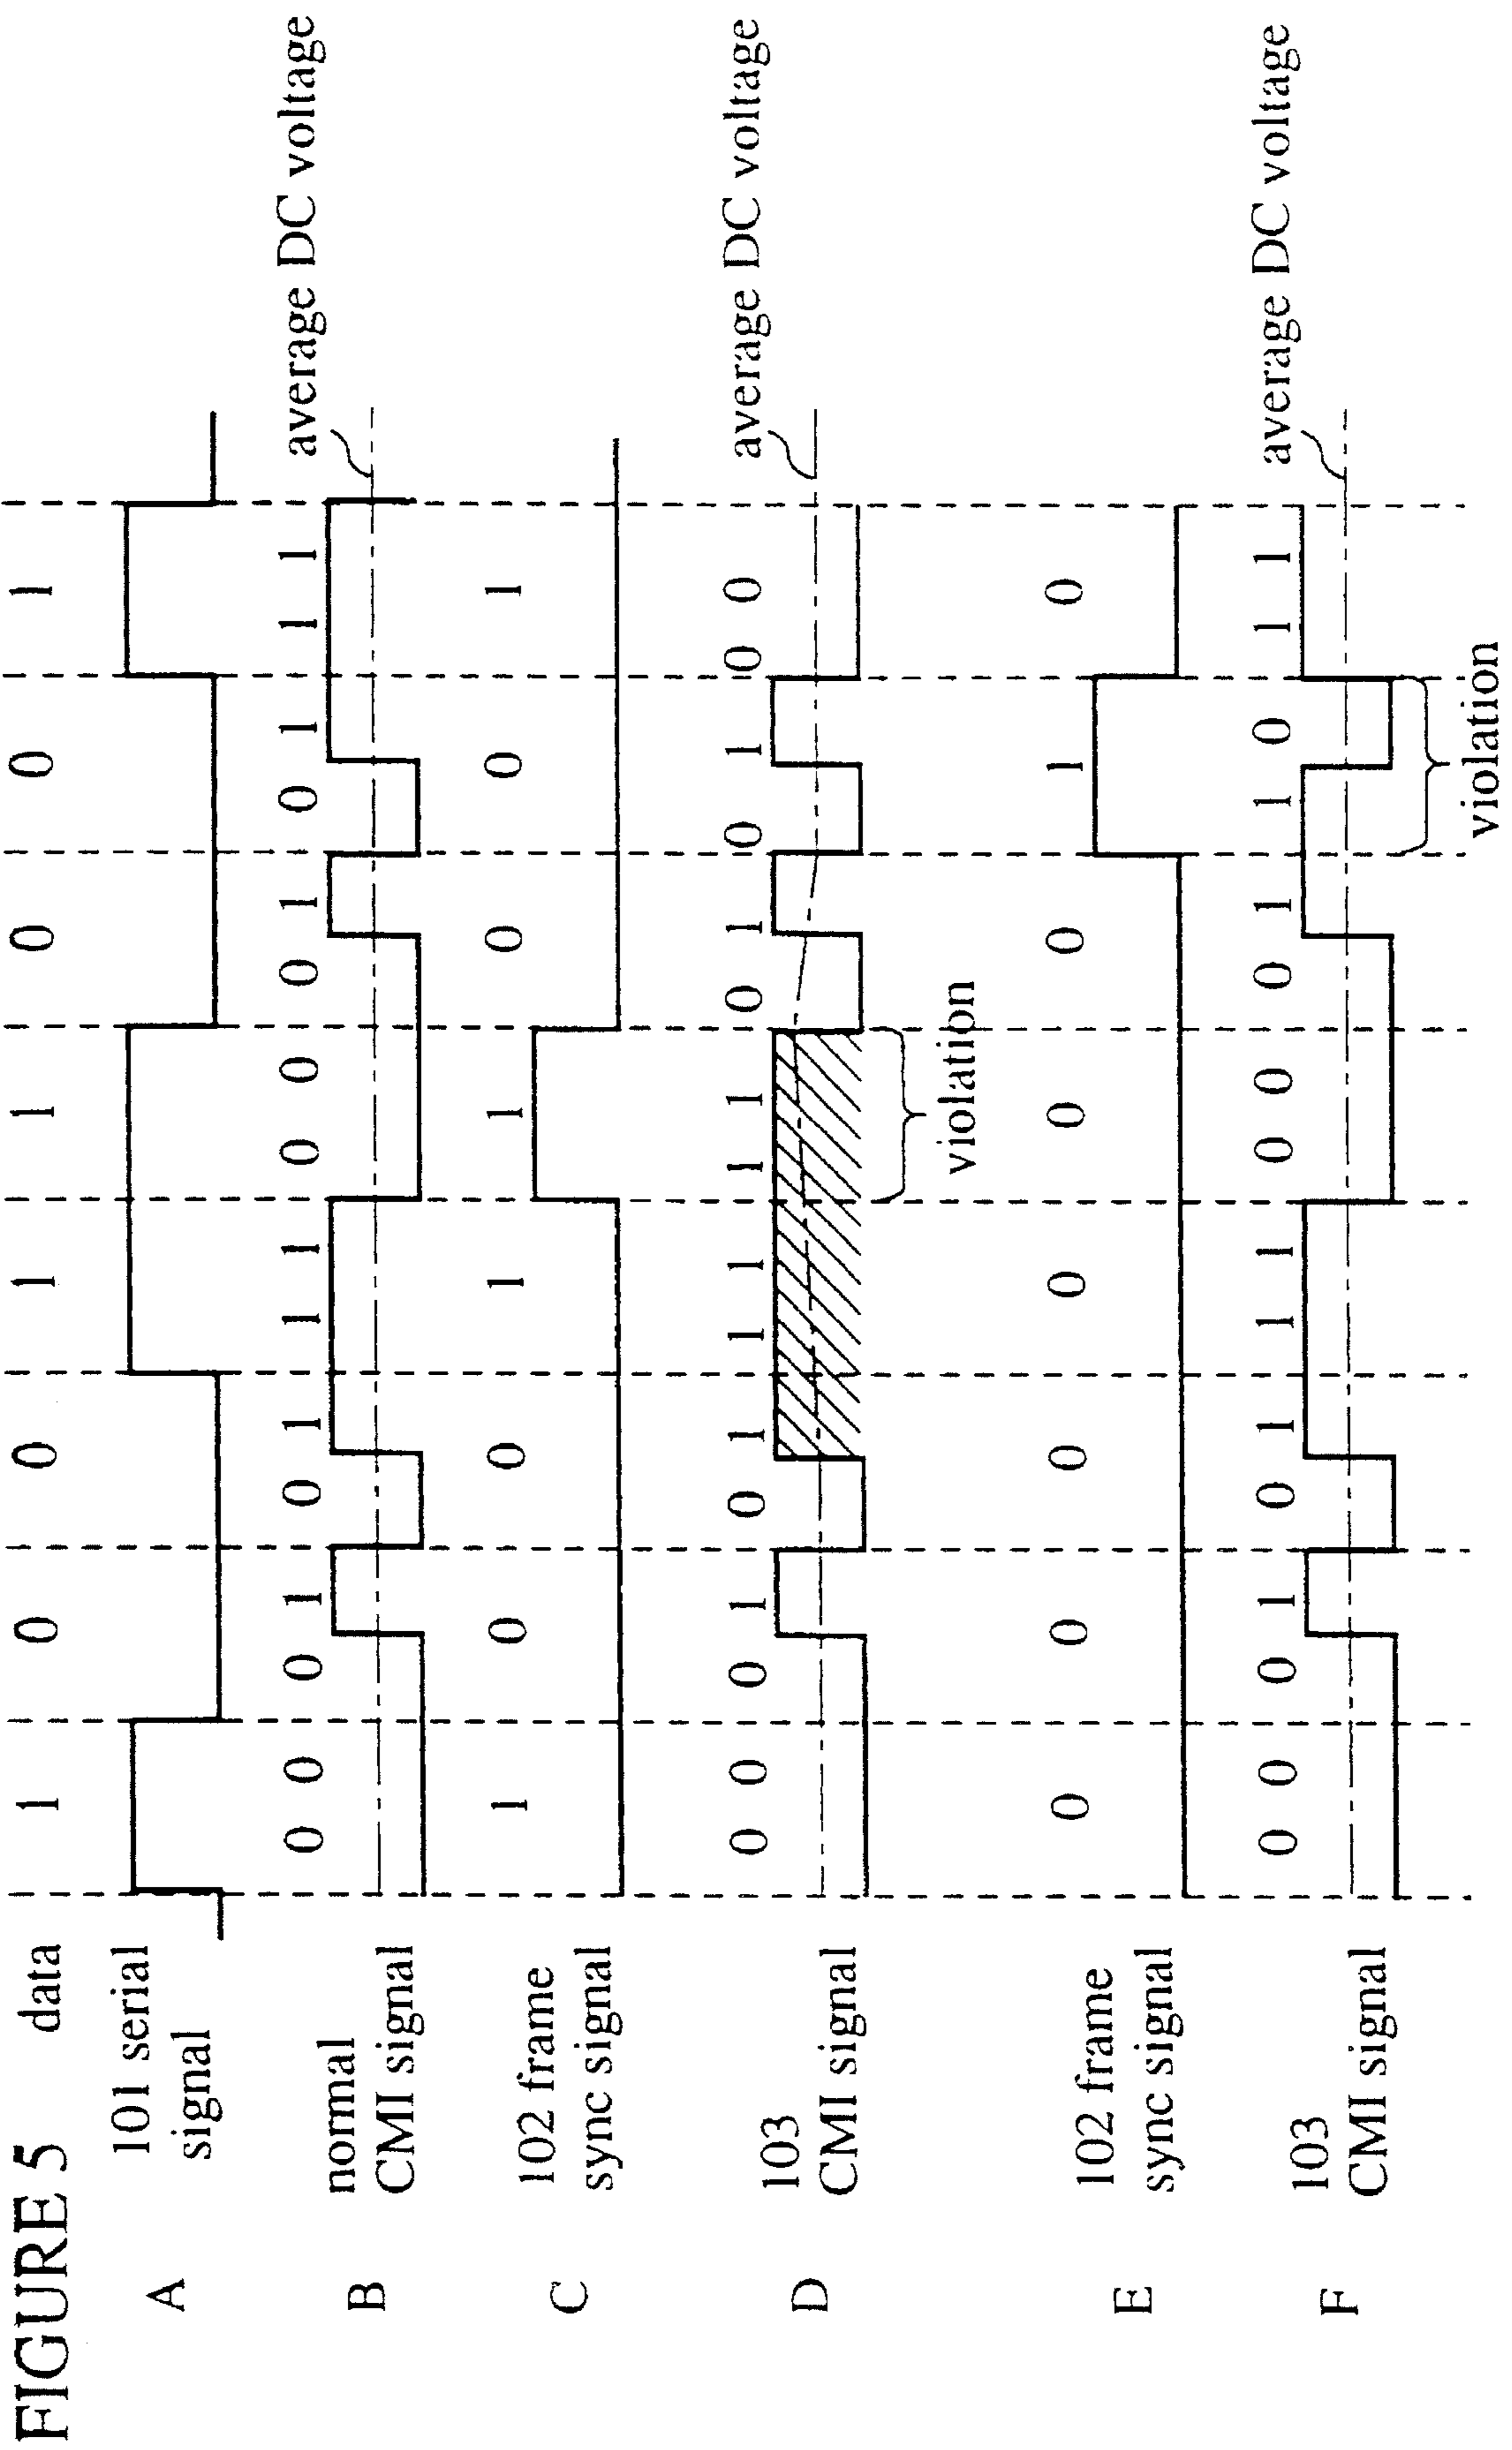 FIGURE 5
data 1 0 0 1 1 0 0 1
A 101 serial
signal
B normal
CMI signal
0 0 0 1 0 1 1 1 0 0 0 1 0 1 1 1
average DC voltage
C 102 frame
sync signal
1 0 0 1 1 0 0 1
D 103
CMI signal
0 0 0 1 0 1 1 1 1 1 0 1 0 1 0 0
average DC voltage
violation
E 102 frame
sync signal
0 0 0 0 0 0 1 0
F 103
CMI signal
0 0 0 1 0 1 1 1 0 0 0 1 1 0 1 1
average DC voltage
violation